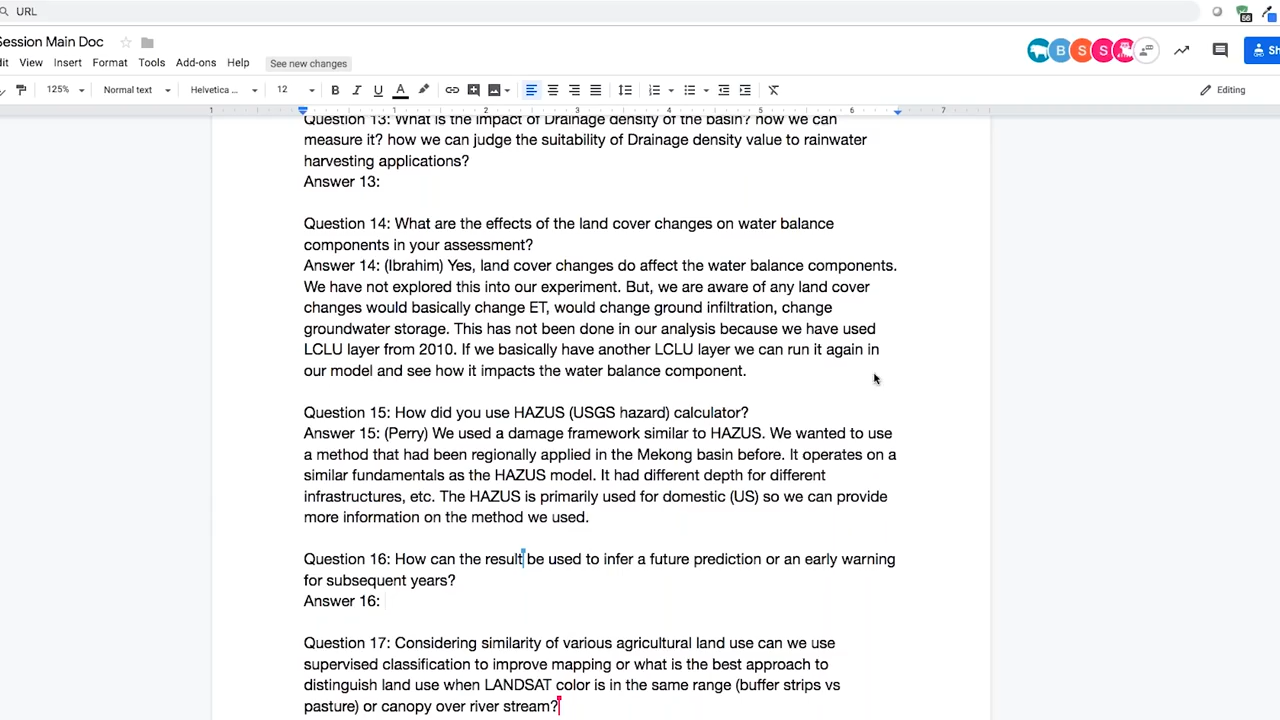 URL
ession Main Doc
dit View Insert Format Tools Add-ons Help See new changes
Sh
B S S
66
125% Normal text Helvetica ... 12 B I U A Editing
1 1 2 3 4 5 6 7
Question 13: What is the impact of Drainage density of the basin? how we can
measure it? how we can judge the suitability of Drainage density value to rainwater
harvesting applications?
Answer 13:
Question 14: What are the effects of the land cover changes on water balance
components in your assessment?
Answer 14: (Ibrahim) Yes, land cover changes do affect the water balance components.
We have not explored this into our experiment. But, we are aware of any land cover
changes would basically change ET, would change ground infiltration, change
groundwater storage. This has not been done in our analysis because we have used
LCLU layer from 2010. If we basically have another LCLU layer we can run it again in
our model and see how it impacts the water balance component.
Question 15: How did you use HAZUS (USGS hazard) calculator?
Answer 15: (Perry) We used a damage framework similar to HAZUS. We wanted to use
a method that had been regionally applied in the Mekong basin before. It operates on a
similar fundamentals as the HAZUS model. It had different depth for different
infrastructures, etc. The HAZUS is primarily used for domestic (US) so we can provide
more information on the method we used.
Question 16: How can the result be used to infer a future prediction or an early warning
for subsequent years?
Answer 16:
Question 17: Considering similarity of various agricultural land use can we use
supervised classification to improve mapping or what is the best approach to
distinguish land use when LANDSAT color is in the same range (buffer strips vs
pasture) or canopy over river stream?